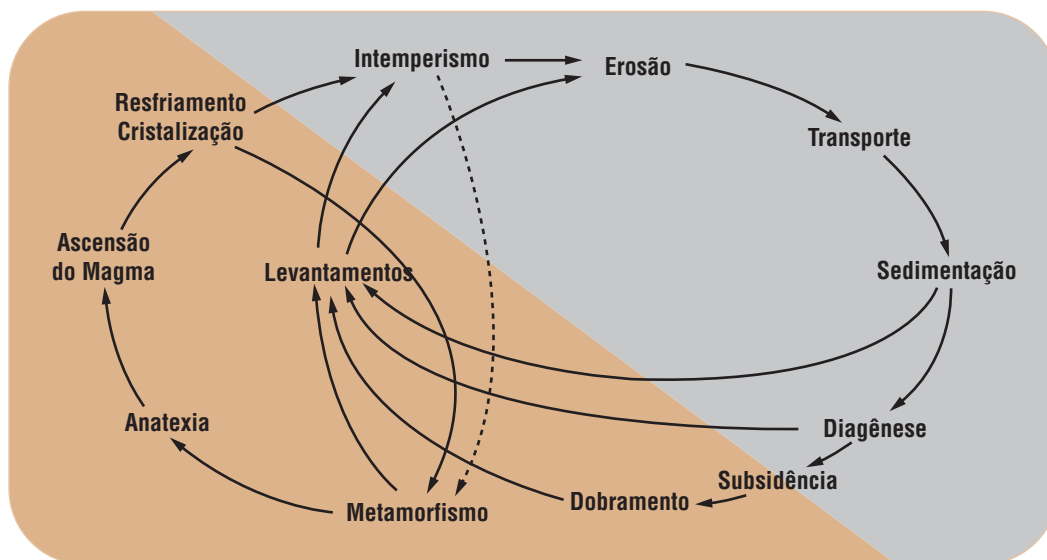 Intemperismo
Erosão
Resfriamento
Cristalização
Transporte
Ascensão
do Magma
Levantamentos
Sedimentação
Anatexia
Diagênese
Subsidência
Dobramento
Metamorfismo